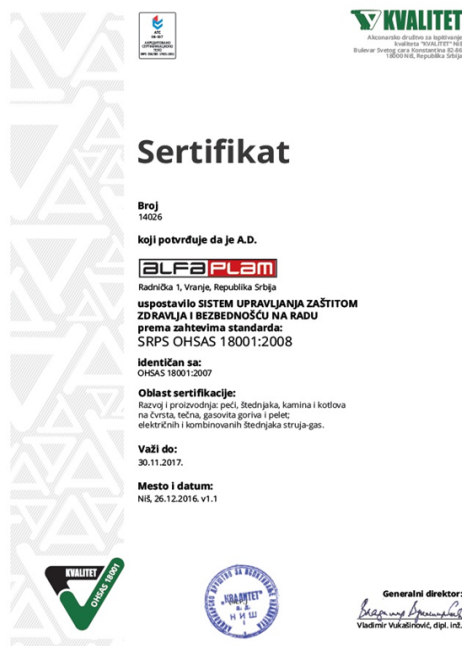 АТС
KVALITET
Akcionarsko društvo za ispitivanje
kvaliteta "KVALITET" Niš
Bulevar Svetog cara Konstantina 82-86
18000 Niš, Republika Srbija
Sertifikat
Broj
14026
koji potvrđuje da je A.D.
ALFA PLAM
Radnička 1, Vranje, Republika Srbija
uspostavilo SISTEM UPRAVLJANJA ZAŠTITOM
ZDRAVLJA I BEZBEDNOŠĆU NA RADU
prema zahtevima standarda:
SRPS OHSAS 18001:2008
identičan sa:
OHSAS 18001:2007
Oblast sertifikacije:
Razvoj i proizvodnja: peći, štednjaka, kamina i kotlova
na čvrsta, tečna, gasovita goriva i pelet;
električnih i kombinovanih štednjaka struja-gas.
Važi do:
30.11.2017.
Mesto i datum:
Niš, 26.12.2016. v1.1
KVALITET
OHSAS 18001
"КВАЛИТЕТ"
НИШ
Generalni direktor:
Vladimir Vukašinović, dipl. inž.